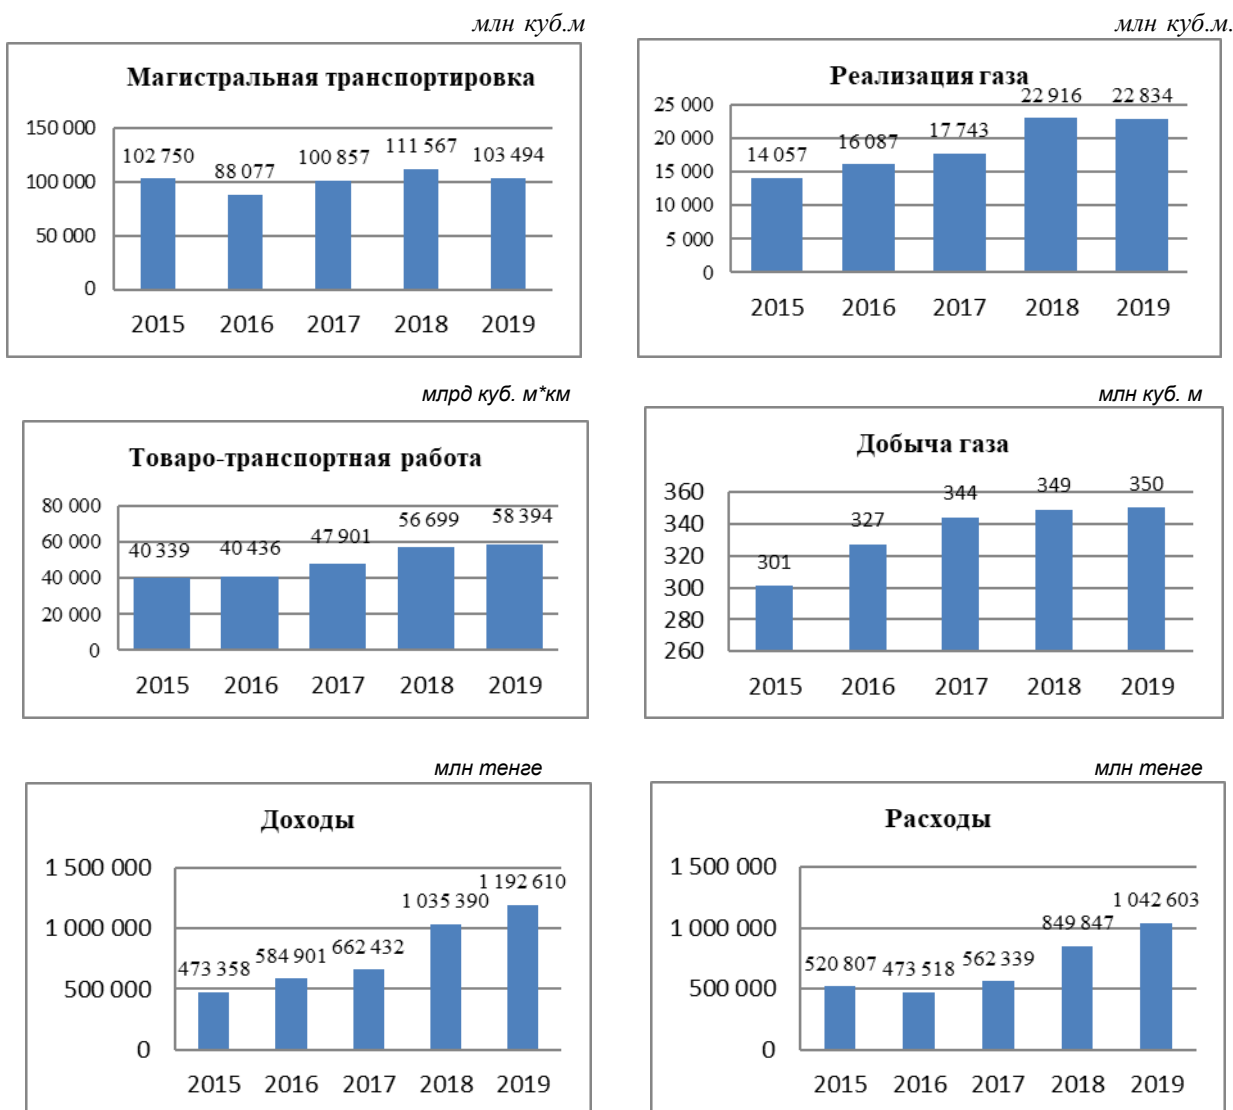 млн куб.м
млн куб.м.
Магистральная транспортировка
150 000
100 000
50 000
0
102 750
88 077
100 857
111 567
103 494
2015 2016 2017 2018 2019
Реализация газа
25 000
20 000
15 000
10 000
5 000
0
14 057
16 087
17 743
22 916
22 834
2015 2016 2017 2018 2019
млрд куб. м*км
млн куб. м
Товаро-транспортная работа
80 000
60 000
40 000
20 000
0
40 339
40 436
47 901
56 699
58 394
2015 2016 2017 2018 2019
Добыча газа
360
340
320
300
280
260
301
327
344
349
350
2015 2016 2017 2018 2019
млн тенге
млн тенге
Доходы
1 500 000
1 000 000
500 000
0
473 358
584 901
662 432
1 035 390
1 192 610
2015 2016 2017 2018 2019
Расходы
1 500 000
1 000 000
500 000
0
520 807
473 518
562 339
849 847
1 042 603
2015 2016 2017 2018 2019